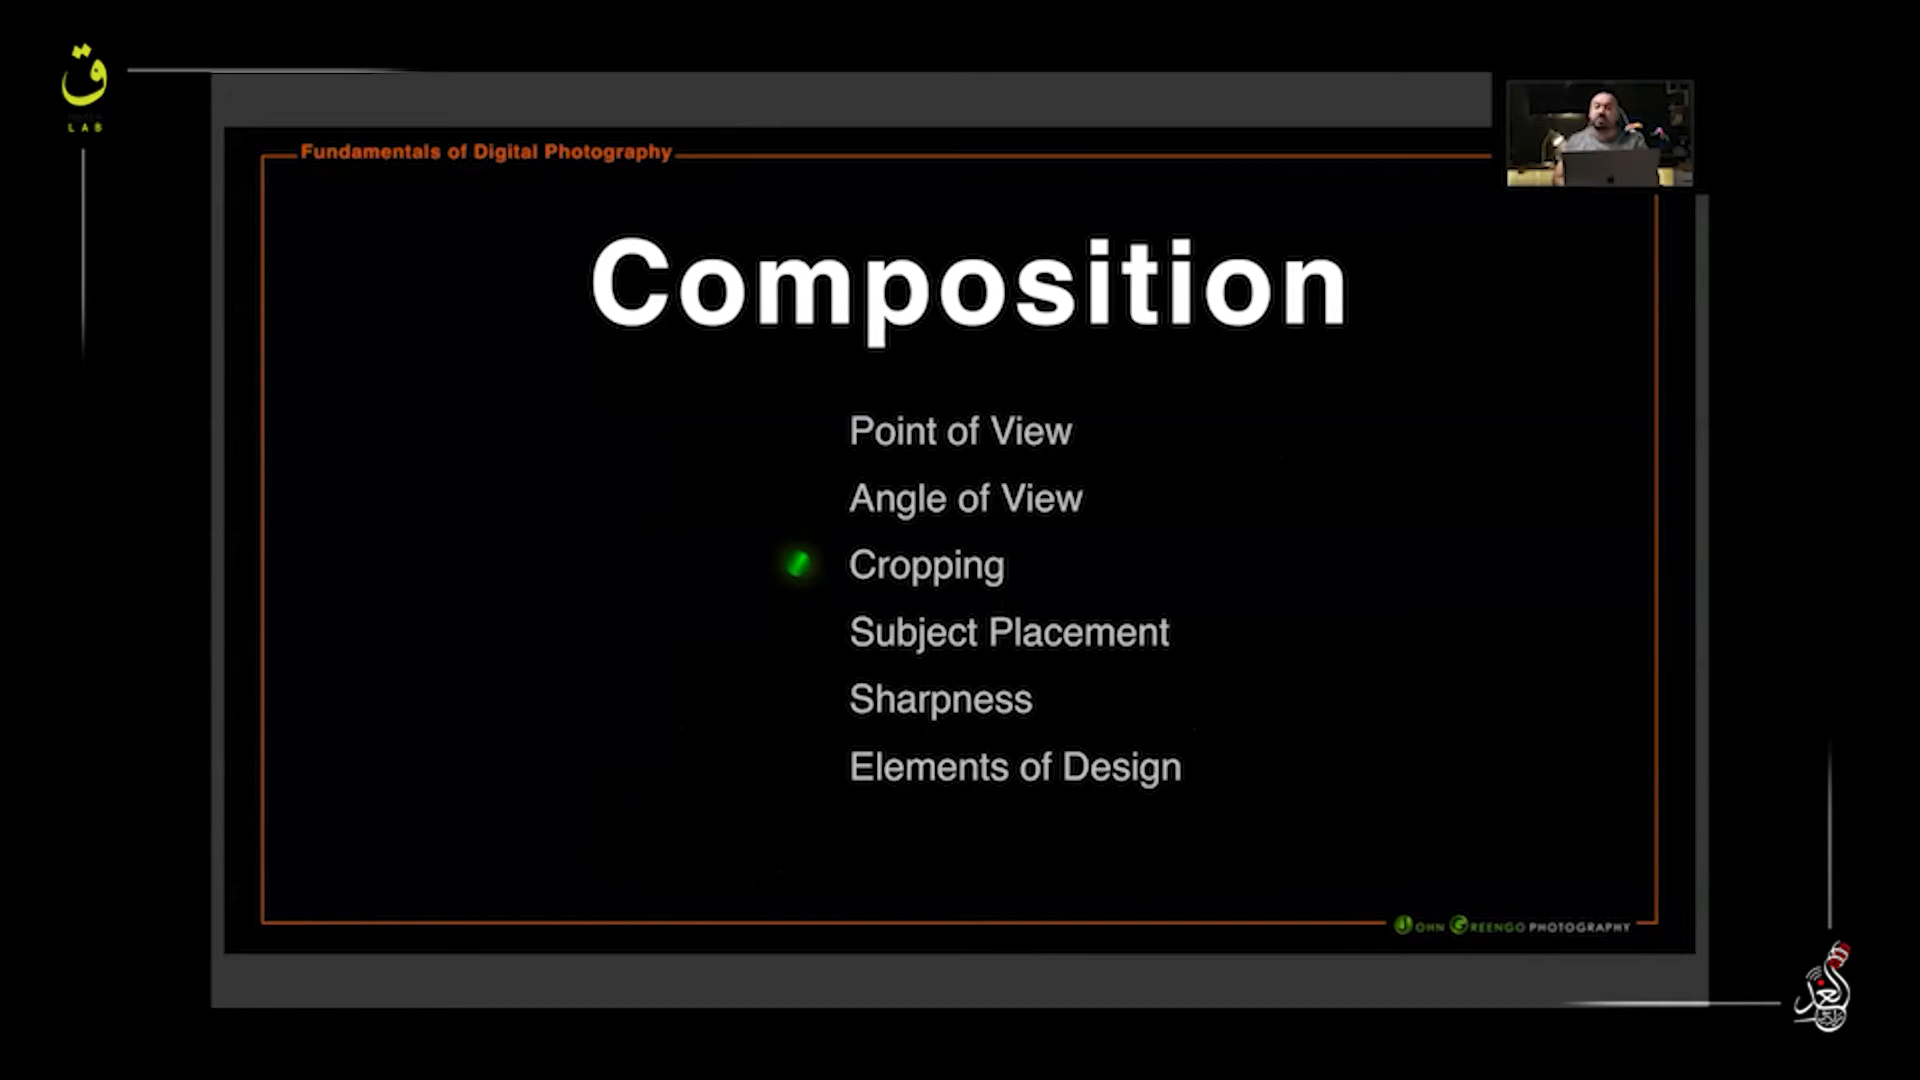 ق
LAB
Fundamentals of Digital Photography
Composition
Point of View
Angle of View
Cropping
Subject Placement
Sharpness
Elements of Design
JOHN GREENGO PHOTOGRAPHY